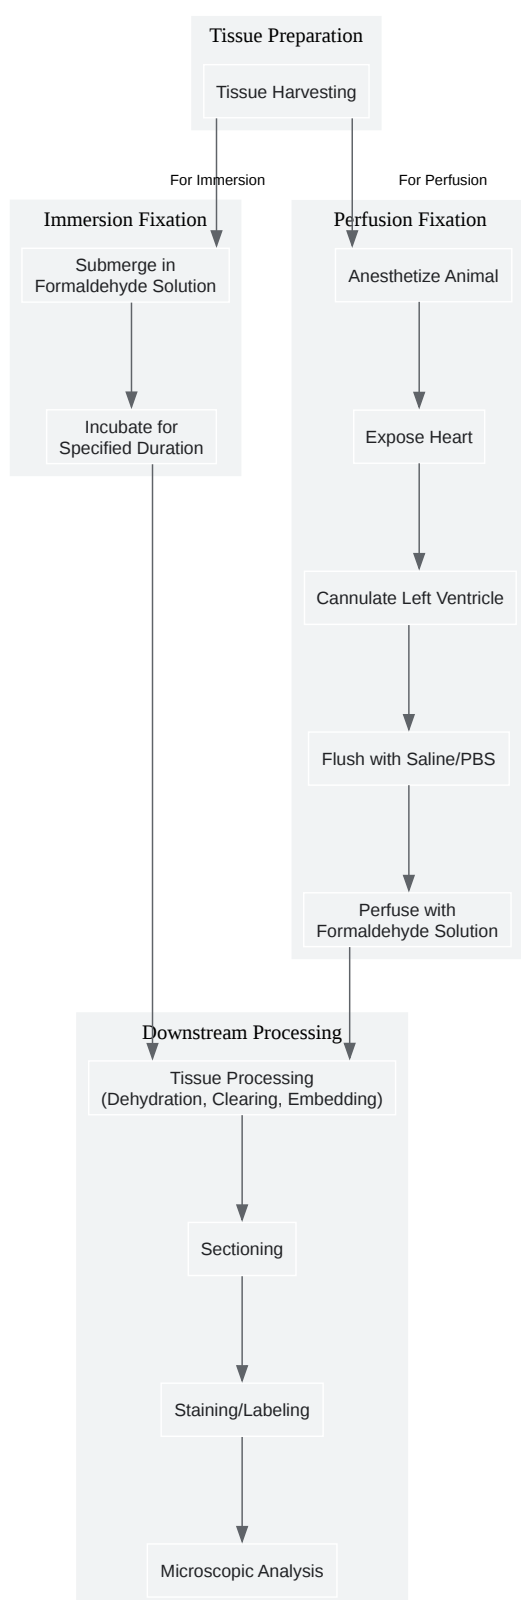 Tissue Preparation
Tissue Harvesting
For Immersion
For Perfusion
Immersion Fixation
Submerge in
Formaldehyde Solution
Incubate for
Specified Duration
Perfusion Fixation
Anesthetize Animal
Expose Heart
Cannulate Left Ventricle
Flush with Saline/PBS
Perfuse with
Formaldehyde Solution
Downstream Processing
Tissue Processing
(Dehydration, Clearing, Embedding)
Sectioning
Staining/Labeling
Microscopic Analysis